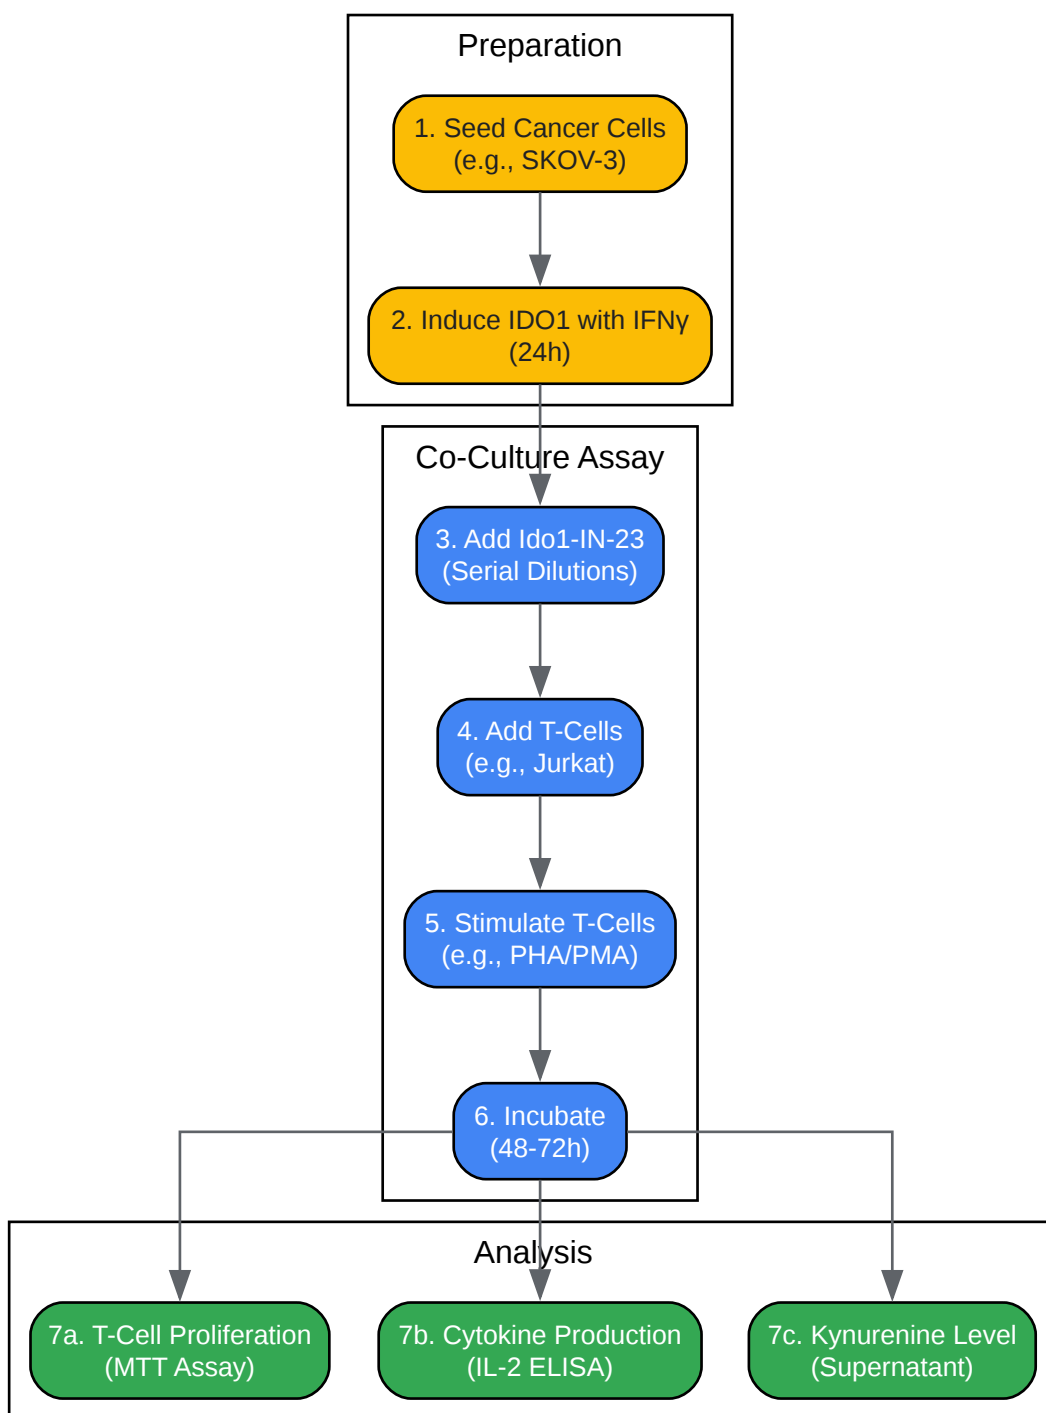 Preparation
1. Seed Cancer Cells
(e.g., SKOV-3)
2. Induce IDO1 with IFNγ
(24h)
Co-Culture Assay
3. Add Ido1-IN-23
(Serial Dilutions)
4. Add T-Cells
(e.g., Jurkat)
5. Stimulate T-Cells
(e.g., PHA/PMA)
6. Incubate
(48-72h)
Analysis
7a. T-Cell Proliferation
(MTT Assay)
7b. Cytokine Production
(IL-2 ELISA)
7c. Kynurenine Level
(Supernatant)